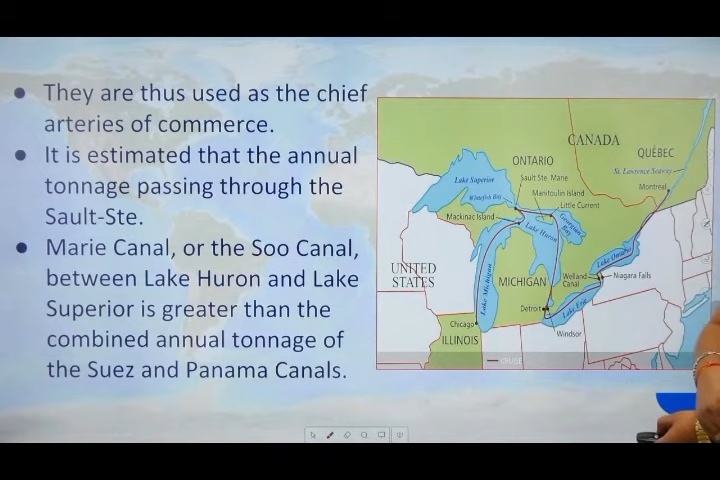 They are thus used as the chief
arteries of commerce.
It is estimated that the annual
tonnage passing through the
Sault-Ste.
Marie Canal, or the Soo Canal,
between Lake Huron and Lake
Superior is greater than the
combined annual tonnage of
the Suez and Panama Canals.
CANADA
QUÉBEC
ONTARIO
St. Lawrence Seaway
Sault Ste. Marie
Lake Superior
Montreal
Manitoulin Island
Whitefish Bay
Little Current
Mackinac Island
Georgian
Bay
Lake Huron
Lake Ontario
UNITED
STATES
Lake Michigan
MICHIGAN
Welland
Canal
Niagara Falls
Lake Erie
Detroit
Chicago
Windsor
ILLINOIS
CRUISE